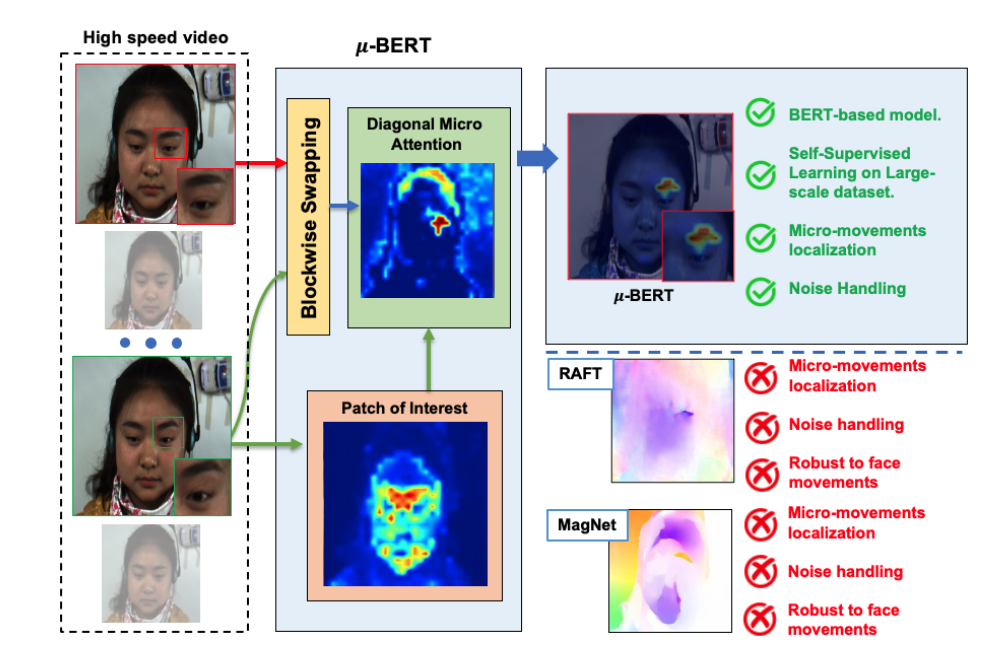 High speed video
μ-BERT
Blockwise Swapping
Diagonal Micro
Attention
Patch of Interest
μ-BERT
BERT-based model.
Self-Supervised
Learning on Large-
scale dataset.
Micro-movements
localization
Noise Handling
RAFT
Micro-movements
localization
Noise handling
Robust to face
movements
MagNet
Micro-movements
localization
Noise handling
Robust to face
movements